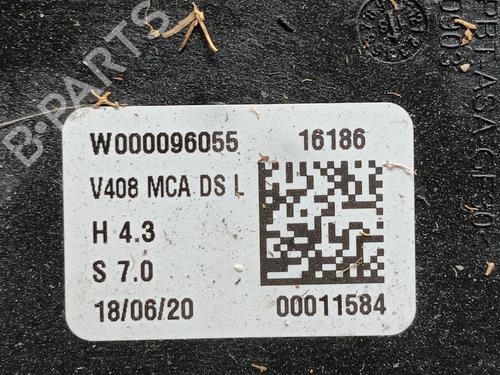 B-PARTS
W000096055 16186
V408 MCA DS L
H 4.3
S 7.0
18/06/20 00011584